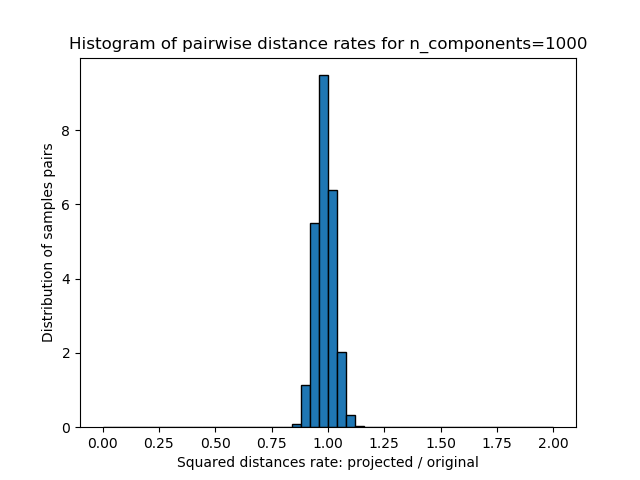 Histogram of pairwise distance rates for n_components=1000
Distribution of samples pairs
8
6
4
2
0
0.00 0.25 0.50 0.75 1.00 1.25 1.50 1.75 2.00
Squared distances rate: projected / original